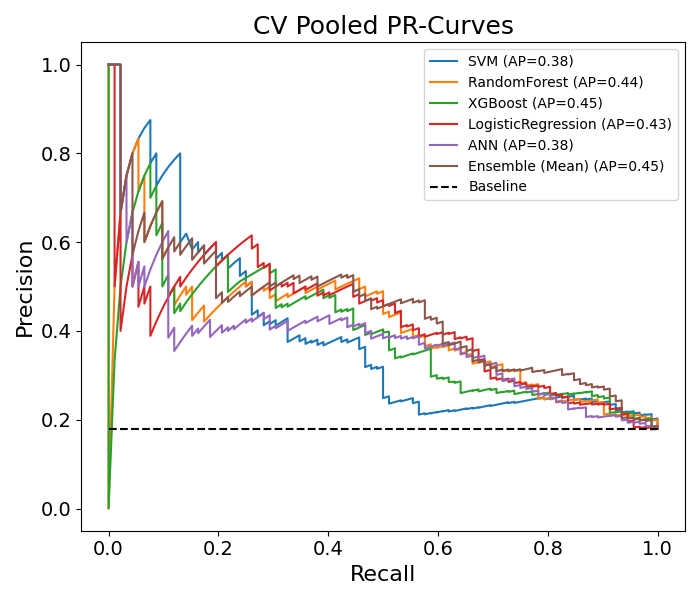 CV Pooled PR-Curves
SVM (AP=0.38)
RandomForest (AP=0.44)
XGBoost (AP=0.45)
LogisticRegression (AP=0.43)
ANN (AP=0.38)
Ensemble (Mean) (AP=0.45)
Baseline
Precision
1.0
0.8
0.6
0.4
0.2
0.0
0.0 0.2 0.4 0.6 0.8 1.0
Recall